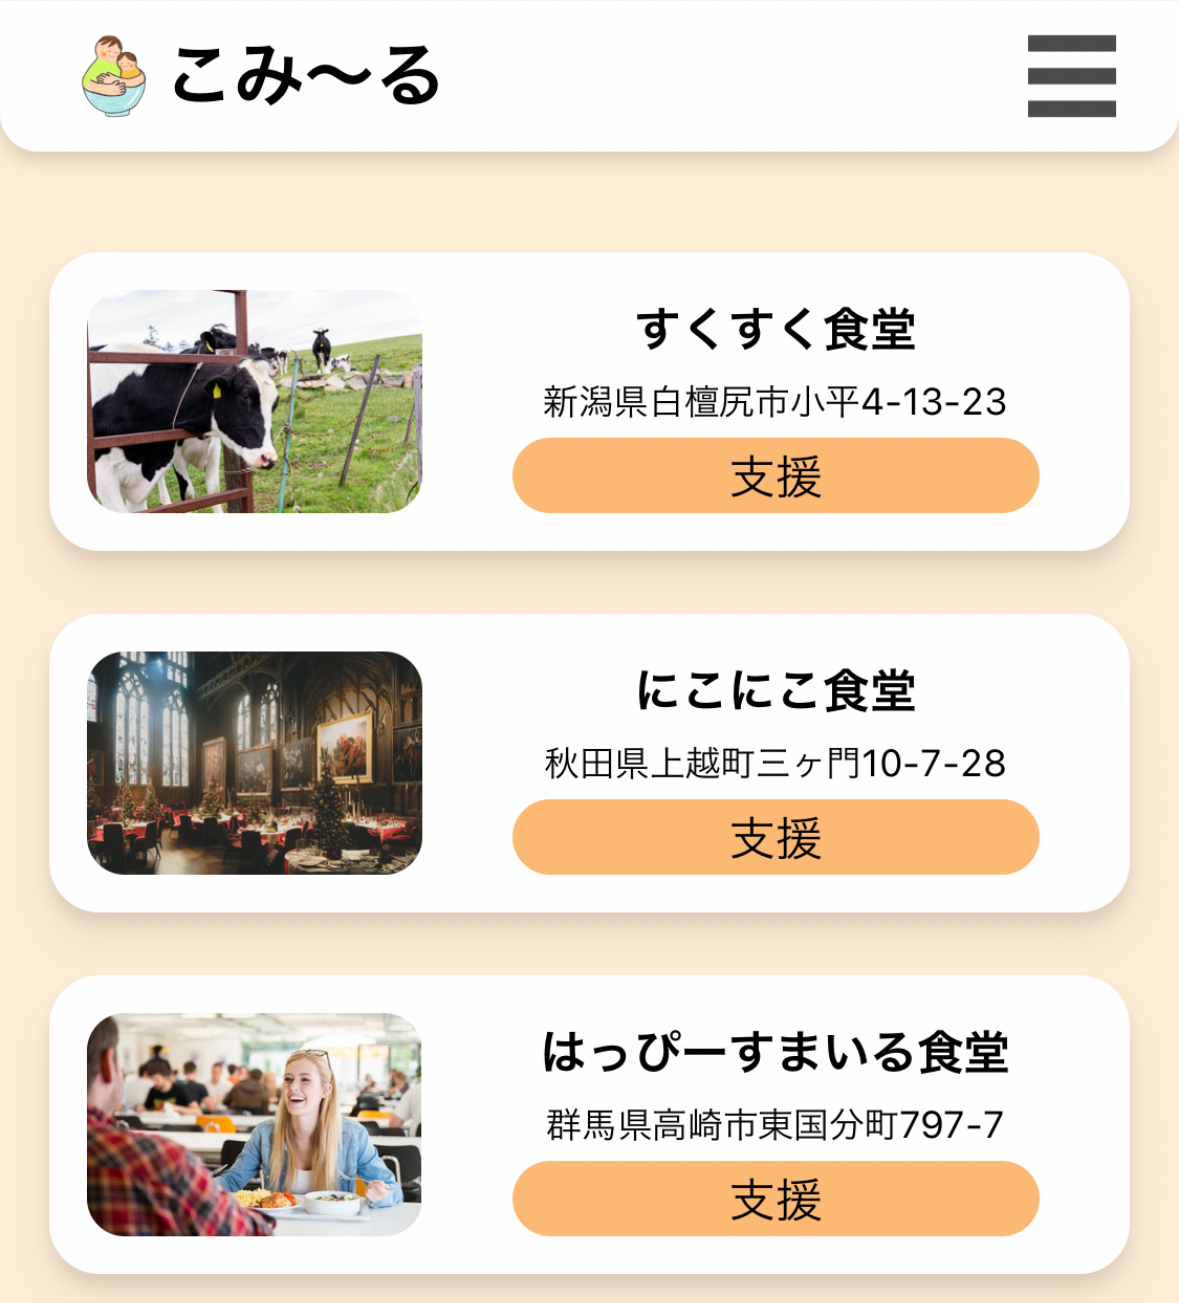 こみ～る
すくすく食堂
新潟県白檀尻市小平4-13-23
支援
にこにこ食堂
秋田県上越町三ヶ門10-7-28
支援
はっぴーすまいる食堂
群馬県高崎市東国分町797-7
支援